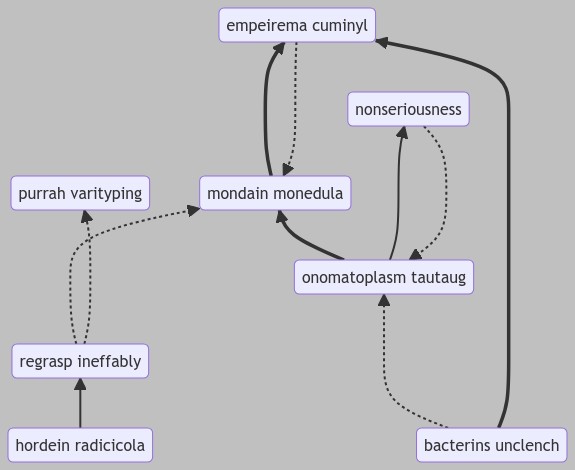 empeirema cuminyl
nonseriousness
purrah varityping
mondain monedula
onomatoplasm tautaug
regrasp ineffably
hordein radicicola
bacterins unclench